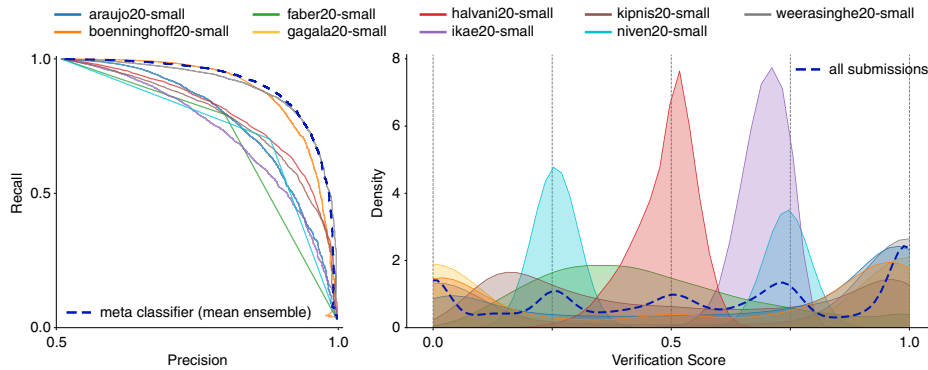 araujo20-small faber20-small halvani20-small kipnis20-small weerasinghe20-small
boenninghoff20-small gagala20-small ikae20-small niven20-small
1.0
0.5
0.0
Recall
meta classifier (mean ensemble)
0.5 1.0
Precision
8
6
4
2
0
Density
all submissions
0.0 0.5 1.0
Verification Score